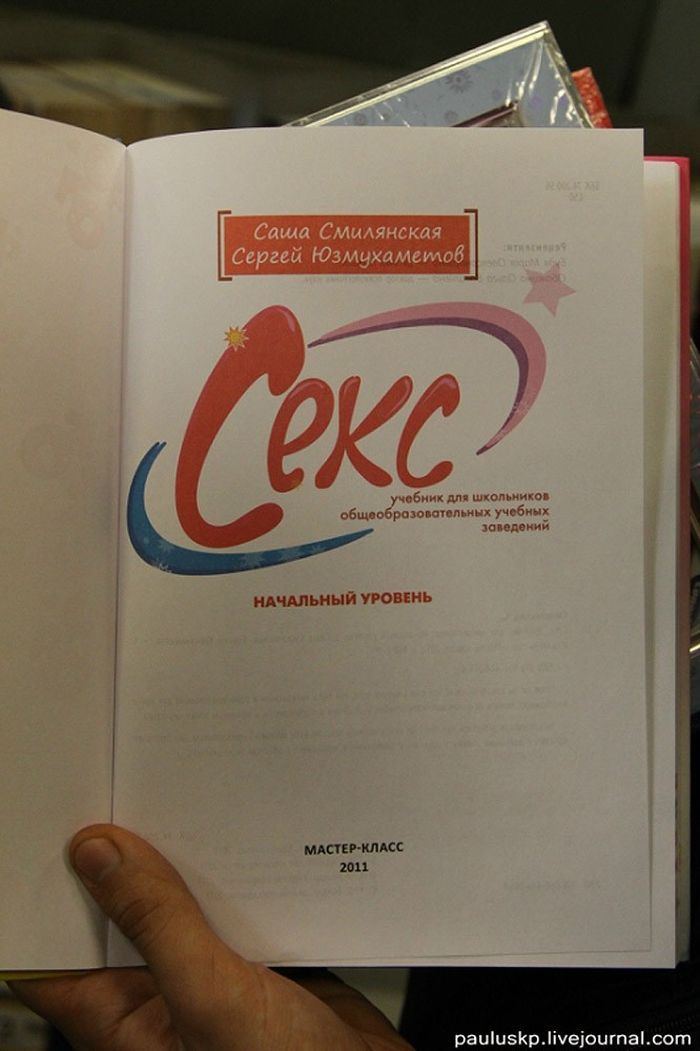 Саша Смилянская
Сергей Юзмухаметов
Секс
учебник для школьников
общеобразовательных учебных
заведений
НАЧАЛЬНЫЙ УРОВЕНЬ
МАСТЕР-КЛАСС
2011
pauluskp.livejournal.com